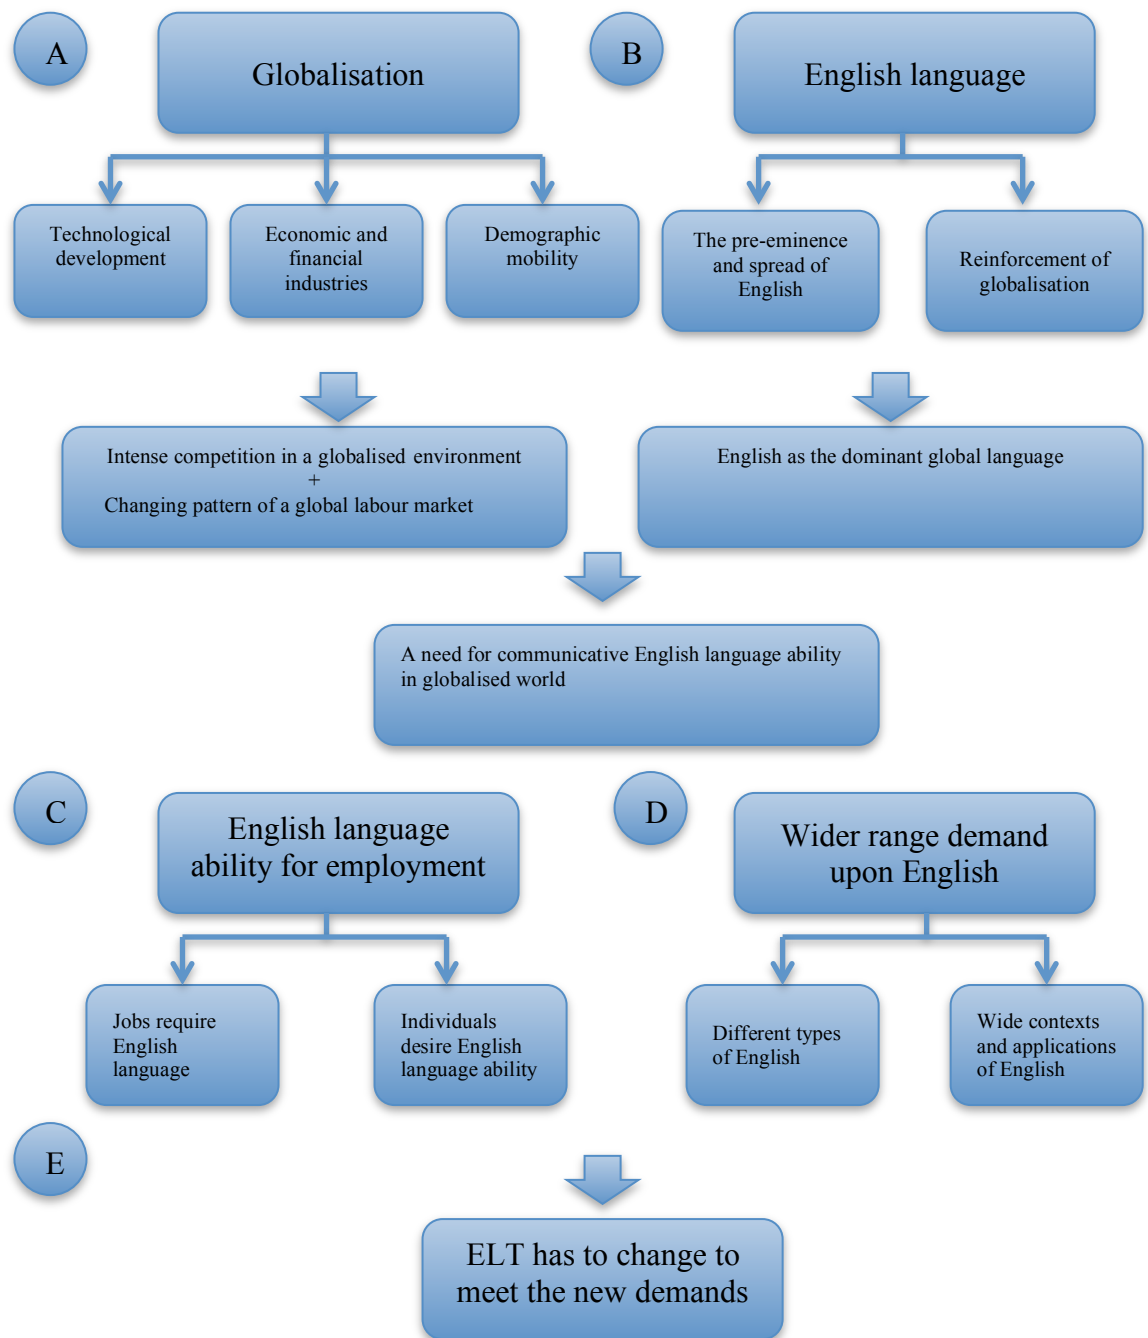 A
Globalisation
B
English language
Technological
development
Economic and
financial
industries
Demographic
mobility
The pre-eminence
and spread of
English
Reinforcement of
globalisation
Intense competition in a globalised environment
+
Changing pattern of a global labour market
English as the dominant global language
A need for communicative English language ability
in globalised world
C
English language
ability for employment
D
Wider range demand
upon English
Jobs require
English
language
Individuals
desire English
language ability
Different types
of English
Wide contexts
and applications
of English
E
ELT has to change to
meet the new demands